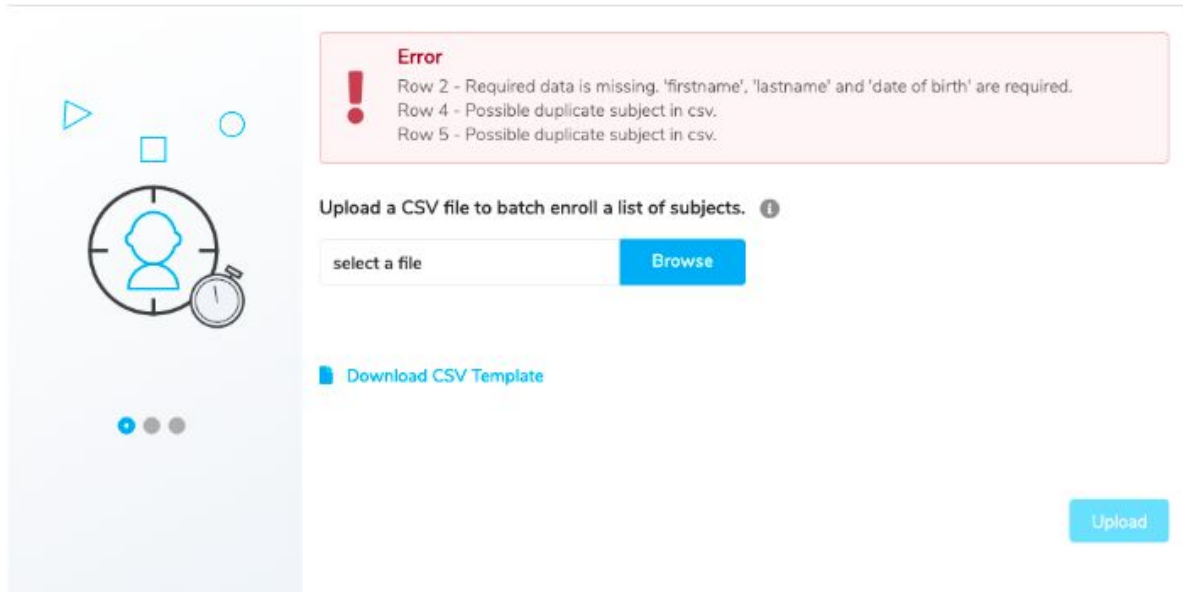 Error
Row 2 - Required data is missing. 'firstname', 'lastname' and 'date of birth' are required.
Row 4 - Possible duplicate subject in csv.
Row 5 - Possible duplicate subject in csv.
Upload a CSV file to batch enroll a list of subjects.
select a file
Browse
Download CSV Template
Upload